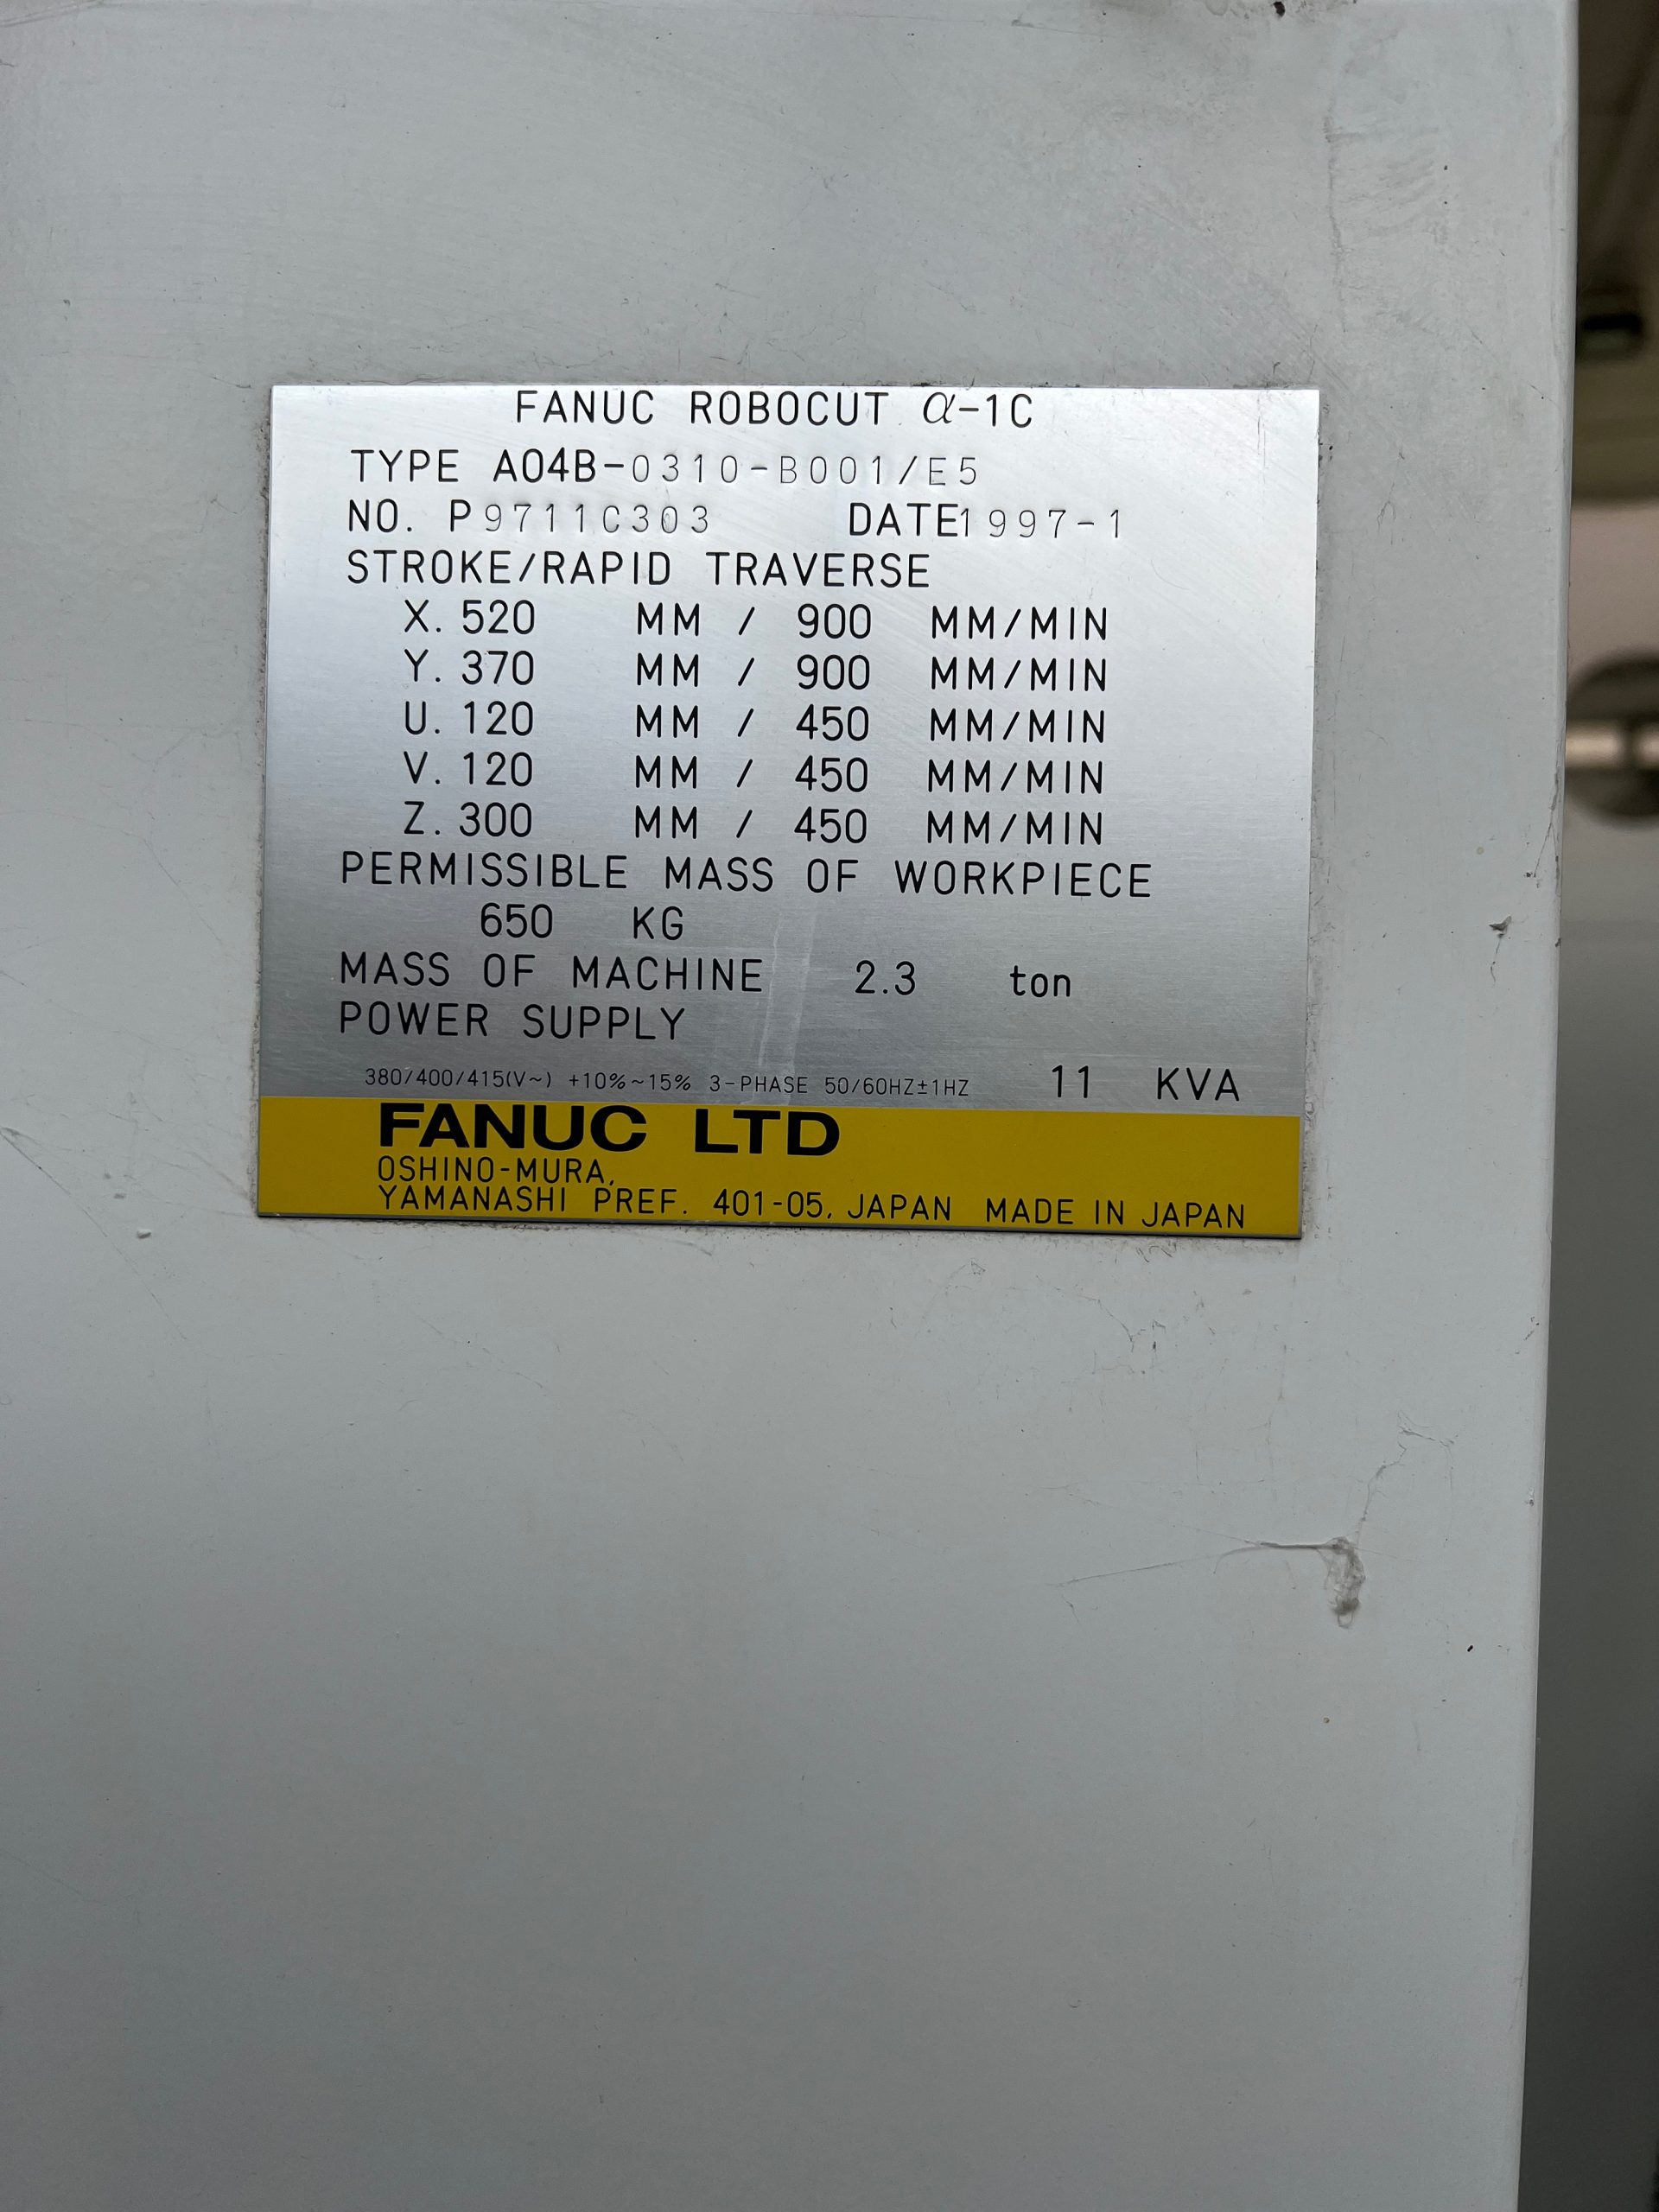 FANUC ROBOCUT α-1C
TYPE A04B-0310-B001/E5
NO. P9711C303 DATE1997-1
STROKE/RAPID TRAVERSE
X. 520 MM / 900 MM/MIN
Y. 370 MM / 900 MM/MIN
U. 120 MM / 450 MM/MIN
V. 120 MM / 450 MM/MIN
Z. 300 MM / 450 MM/MIN
PERMISSIBLE MASS OF WORKPIECE
650 KG
MASS OF MACHINE 2.3 ton
POWER SUPPLY
380/400/415(V~) +10%~15% 3-PHASE 50/60HZ±1HZ 11 KVA
FANUC LTD
OSHINO-MURA,
YAMANASHI PREF. 401-05, JAPAN MADE IN JAPAN